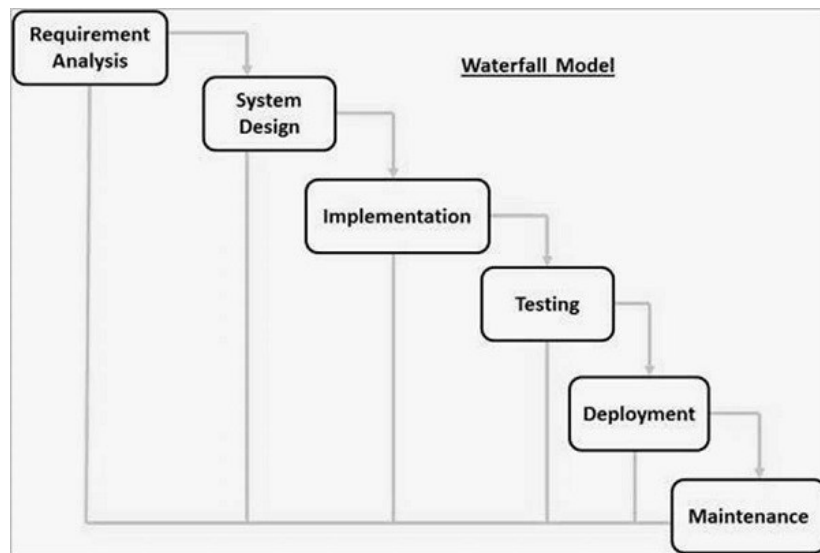 Requirement
Analysis
Waterfall Model
System
Design
Implementation
Testing
Deployment
Maintenance